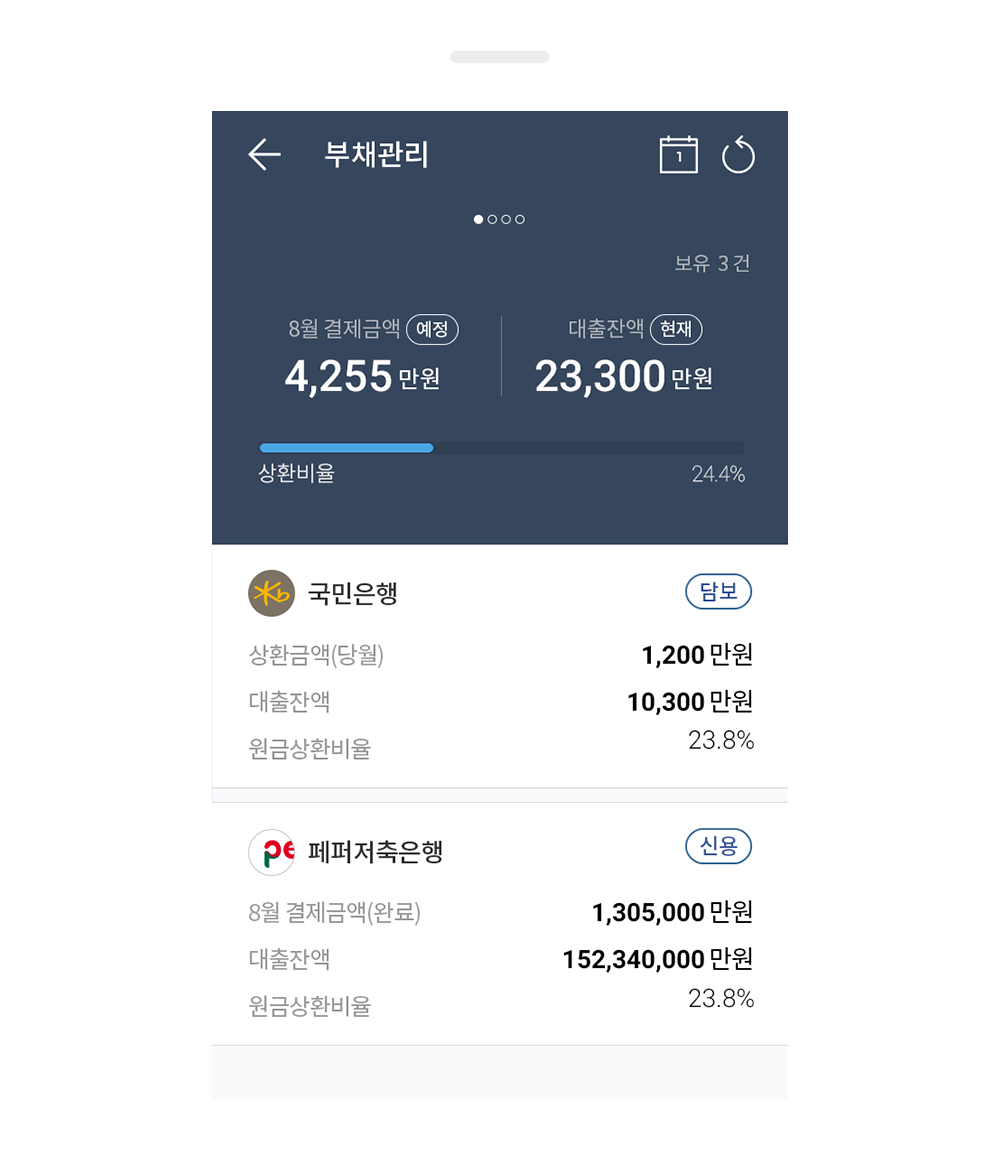 부채관리
1
보유 3 건
8월 결제금액 예정
대출잔액 현재
4,255 만원
23,300 만원
상환비율 24.4%
Kb 국민은행 담보
상환금액(당월) 1,200 만원
대출잔액 10,300 만원
원금상환비율 23.8%
pe 페퍼저축은행 신용
8월 결제금액(완료) 1,305,000 만원
대출잔액 152,340,000 만원
원금상환비율 23.8%